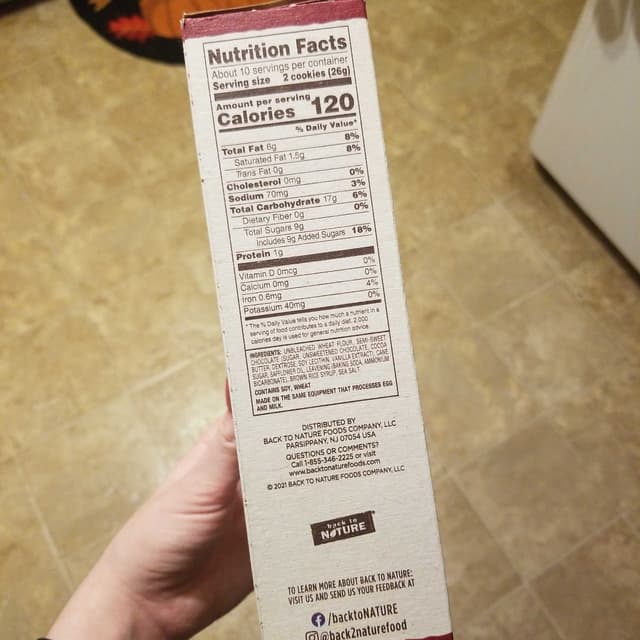 Nutrition Facts
About 10 servings per container
Serving size 2 cookies (26g)
Amount per serving
Calories 120
% Daily Value*
Total Fat 6g 8%
Saturated Fat 1.5g 8%
Trans Fat 0g
Cholesterol 0mg 0%
Sodium 70mg 3%
Total Carbohydrate 17g 6%
Dietary Fiber 0g 0%
Total Sugars 9g
Includes 9g Added Sugars 18%
Protein 1g
Vitamin D 0mcg 0%
Calcium 0mg 0%
Iron 0.6mg 4%
Potassium 40mg 0%
*The % Daily Value tells you how much a nutrient in a
serving of food contributes to a daily diet. 2,000
calories day is used for general nutrition advice.
INGREDIENTS: UNBLEACHED WHEAT FLOUR, SEMI-SWEET
CHOCOLATE (SUGAR, UNSWEETENED CHOCOLATE, COCOA
BUTTER, DEXTROSE, SOY LECITHIN, VANILLA EXTRACT), CANE
SUGAR, SAFFLOWER OIL, LEAVENING (BAKING SODA, AMMONIUM
BICARBONATE), BROWN RICE SYRUP, SEA SALT.
CONTAINS SOY, WHEAT
MADE ON THE SAME EQUIPMENT THAT PROCESSES EGG
AND MILK.
DISTRIBUTED BY
BACK TO NATURE FOODS COMPANY, LLC
PARSIPPANY, NJ 07054 USA
QUESTIONS OR COMMENTS?
Call 1-855-346-2225 or visit
www.backtonaturefoods.com
© 2021 BACK TO NATURE FOODS COMPANY, LLC
back to
NATURE
TO LEARN MORE ABOUT BACK TO NATURE:
VISIT US AND SEND US YOUR FEEDBACK AT
/backtoNATURE
@back2naturefood